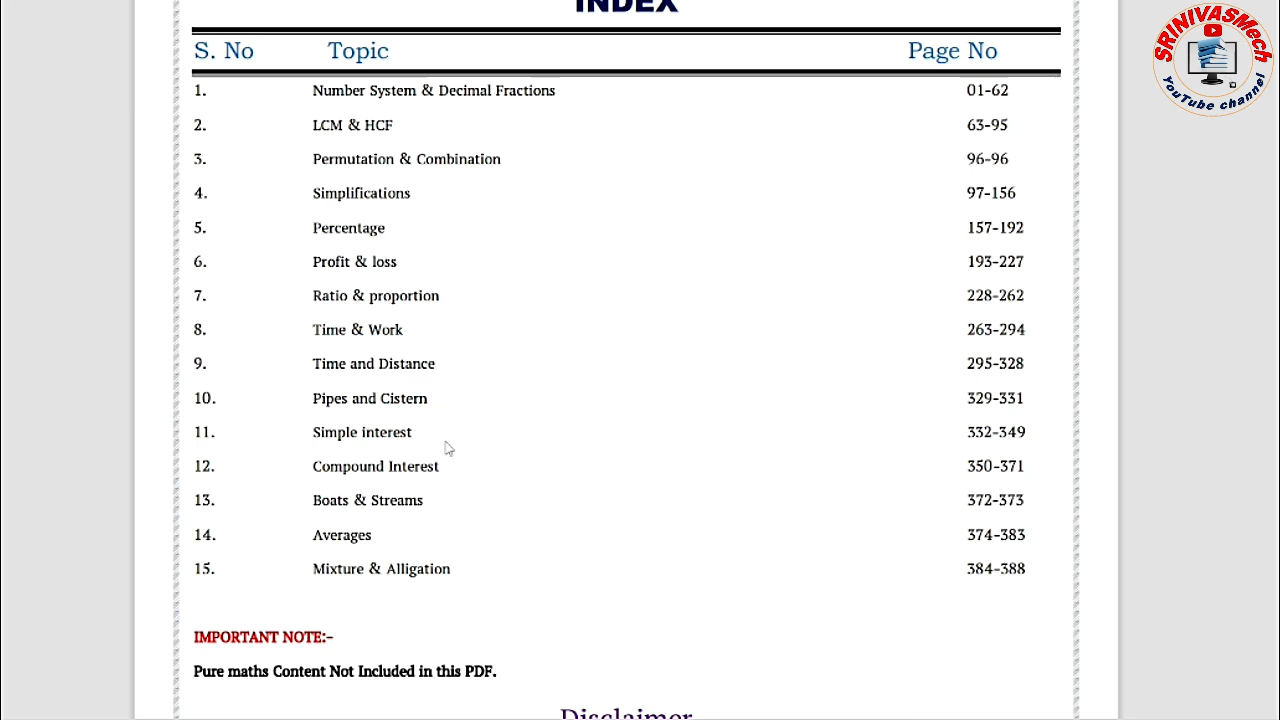 INDEX
S. No Topic Page No
1. Number System & Decimal Fractions 01-62
2. LCM & HCF 63-95
3. Permutation & Combination 96-96
4. Simplifications 97-156
5. Percentage 157-192
6. Profit & loss 193-227
7. Ratio & proportion 228-262
8. Time & Work 263-294
9. Time and Distance 295-328
10. Pipes and Cistern 329-331
11. Simple interest 332-349
12. Compound Interest 350-371
13. Boats & Streams 372-373
14. Averages 374-383
15. Mixture & Alligation 384-388
IMPORTANT NOTE:-
Pure maths Content Not Included in this PDF.
Disclaimer
SRINIVASMech
YouTube channel